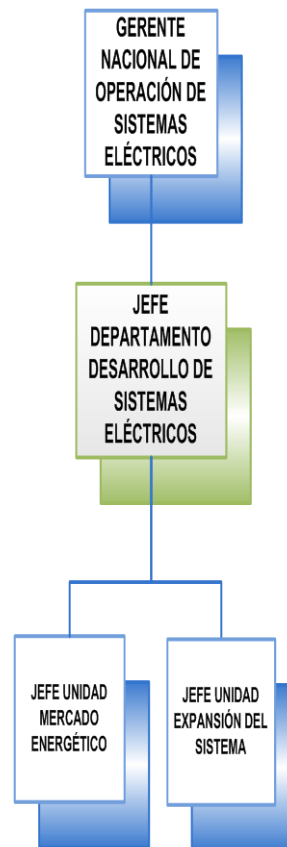 GERENTE
NACIONAL DE
OPERACIÓN DE
SISTEMAS
ELÉCTRICOS
JEFE
DEPARTAMENTO
DESARROLLO DE
SISTEMAS
ELÉCTRICOS
JEFE UNIDAD
MERCADO
ENERGÉTICO
JEFE UNIDAD
EXPANSIÓN DEL
SISTEMA